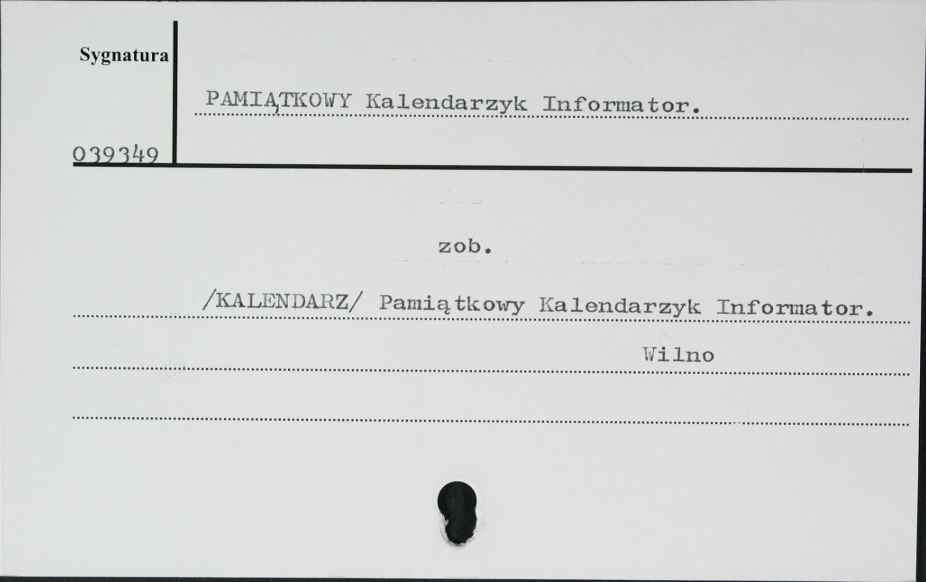 Sygnatura
PAMIĄTKOWY Kalendarzyk Informator.
039349
zob.
/KALENDARZ/ Pamiątkowy Kalendarzyk Informator.
Wilno